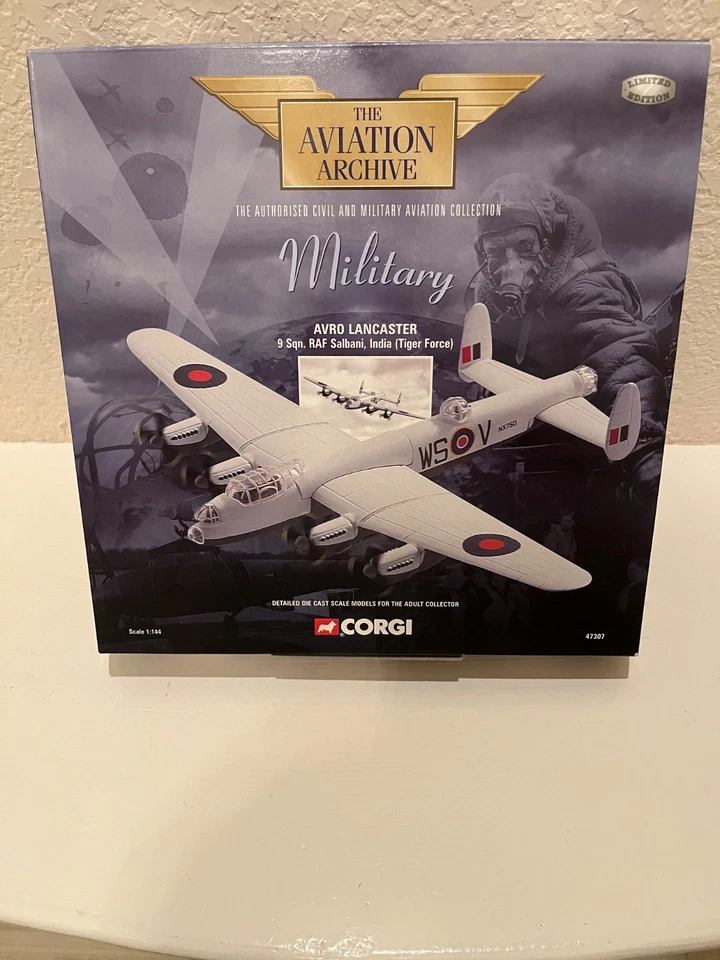 LIMITED
EDITION
THE
AVIATION
ARCHIVE
THE AUTHORISED CIVIL AND MILITARY AVIATION COLLECTION
Military
AVRO LANCASTER
9 Sqn. RAF Salbani, India (Tiger Force)
WS V NX750
DETAILED DIE CAST SCALE MODELS FOR THE ADULT COLLECTOR
CORGI
Scale 1:144
47307